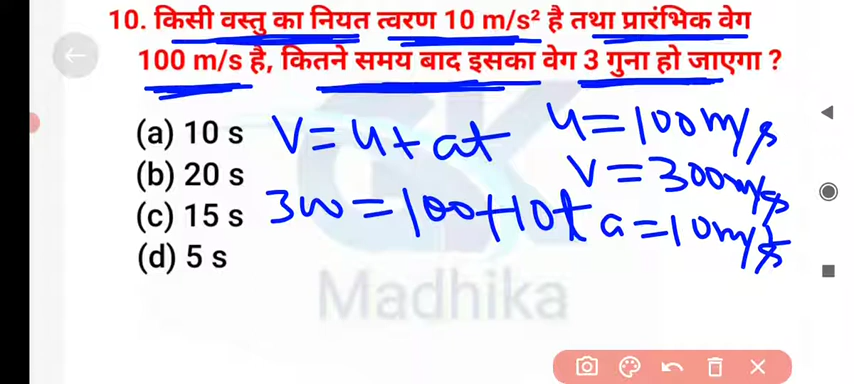 10. किसी वस्तु का नियत त्वरण 10 m/s² है तथा प्रारंभिक वेग
100 m/s है, कितने समय बाद इसका वेग 3 गुना हो जाएगा ?
(a) 10 s
(b) 20 s
(c) 15 s
(d) 5 s
V = u + at
300 = 100 + 10t
u = 100 m/s
V = 300 m/s
a = 10 m/s²
GK
Madhika